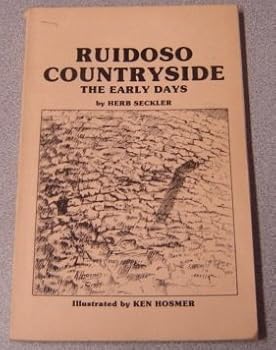 RUIDOSO
COUNTRYSIDE
THE EARLY DAYS
by HERB SECKLER
Illustrated by KEN HOSMER